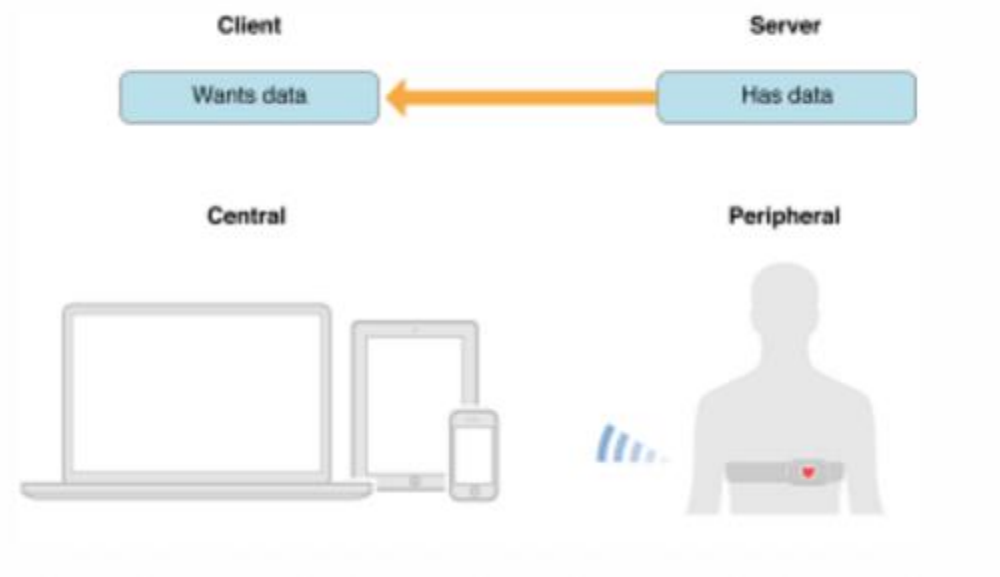 Client
Server
Wants data
Has data
Central
Peripheral